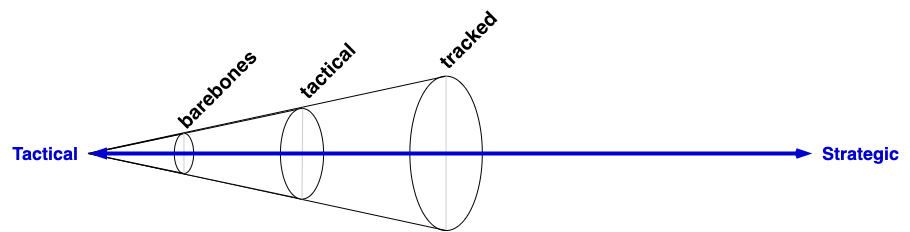 barebones
tactical
tracked
Tactical
Strategic